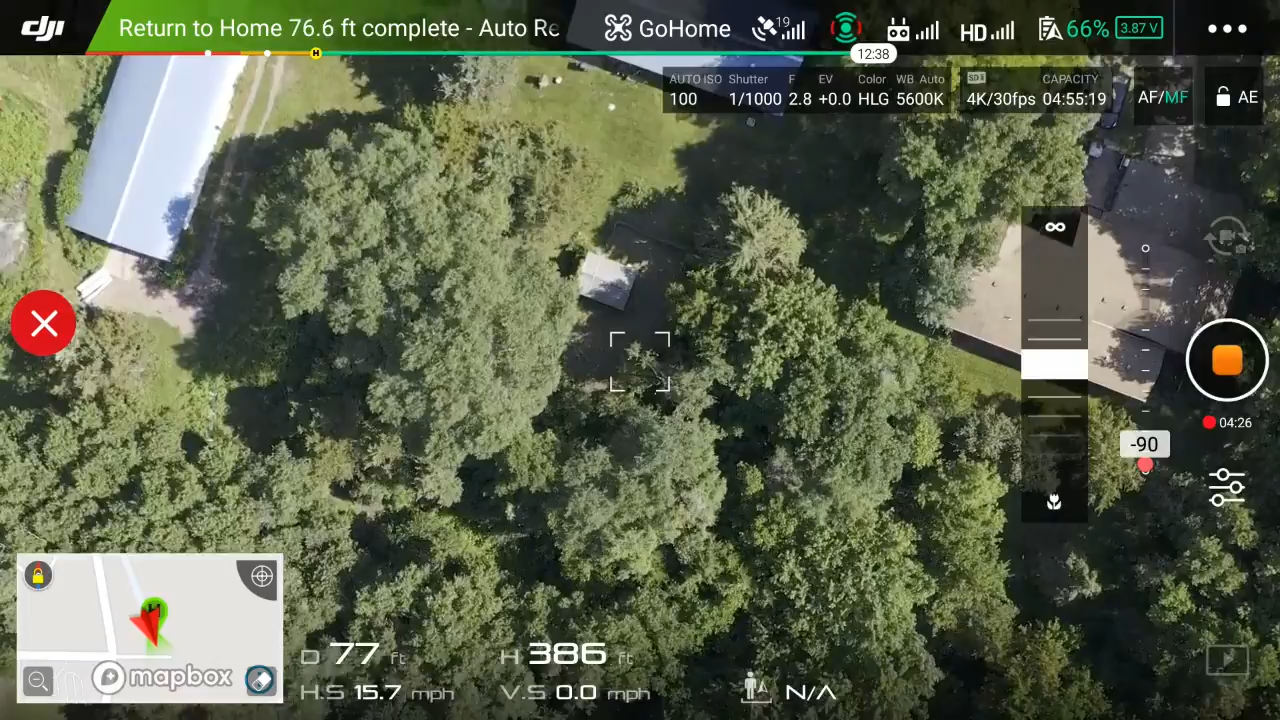 dji
Return to Home 76.6 ft complete - Auto Re
GoHome
19
HD
66%
3.87 V
12:38
H
AUTO ISO Shutter F EV Color WB Auto
100 1/1000 2.8 +0.0 HLG 5600K
SD
CAPACITY
4K/30fps 04:55:19
AF/MF
AE
∞
04:26
-90
H
mapbox
D 77 ft
H 386 ft
H.S 15.7 mph
V.S 0.0 mph
N/A